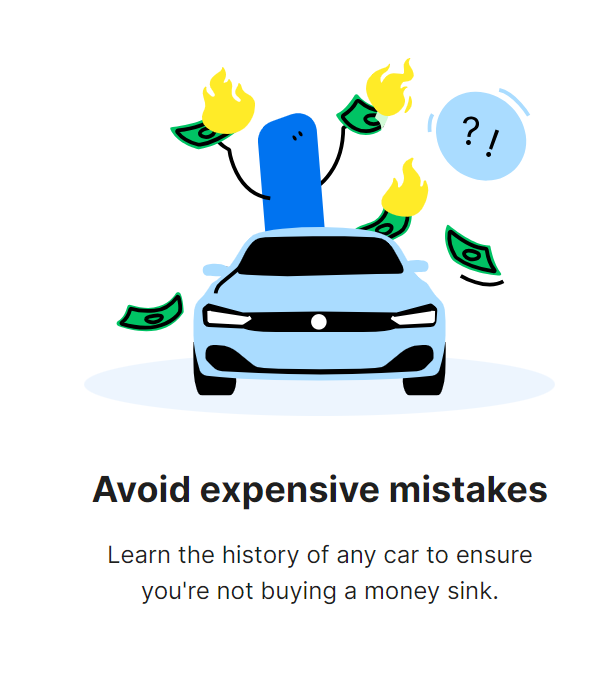 ? !
Avoid expensive mistakes
Learn the history of any car to ensure
you're not buying a money sink.